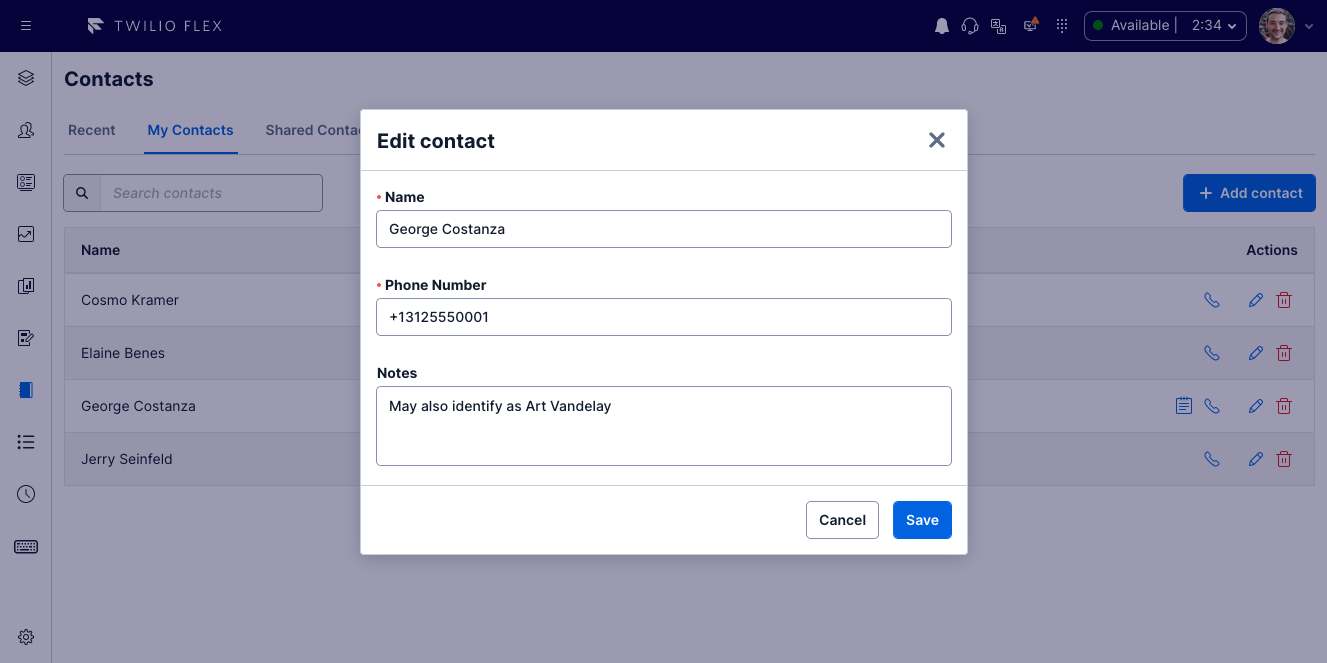 TWILIO FLEX
Available | 2:34
Contacts
Recent My Contacts Shared Conta
Search contacts
Add contact
Name
Actions
Cosmo Kramer
Elaine Benes
George Costanza
Jerry Seinfeld
Edit contact
• Name
George Costanza
• Phone Number
+13125550001
Notes
May also identify as Art Vandelay
Cancel Save